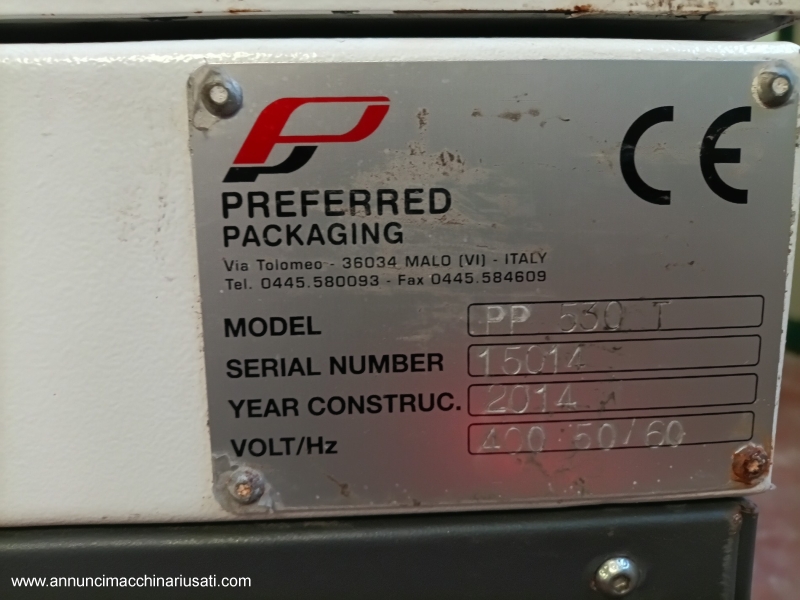 CE
PREFERRED
PACKAGING
Via Tolomeo - 36034 MALO (VI) - ITALY
Tel. 0445.580093 - Fax 0445.584609
MODEL PP 530 T
SERIAL NUMBER 15014
YEAR CONSTRUC. 2014
VOLT/Hz 400/50/60
www.annuncimacchinariusati.com